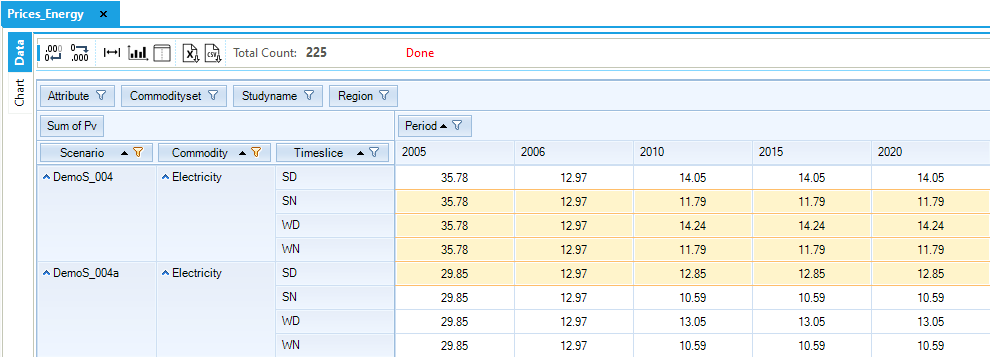 Prices_Energy ×
Data
Chart
.000 .000 Total Count: 225 Done
Attribute Commodityset Studyname Region
Sum of Pv Period
Scenario Commodity Timeslice 2005 2006 2010 2015 2020
DemoS_004 Electricity SD 35.78 12.97 14.05 14.05 14.05
SN 35.78 12.97 11.79 11.79 11.79
WD 35.78 12.97 14.24 14.24 14.24
WN 35.78 12.97 11.79 11.79 11.79
DemoS_004a Electricity SD 29.85 12.97 12.85 12.85 12.85
SN 29.85 12.97 10.59 10.59 10.59
WD 29.85 12.97 13.05 13.05 13.05
WN 29.85 12.97 10.59 10.59 10.59